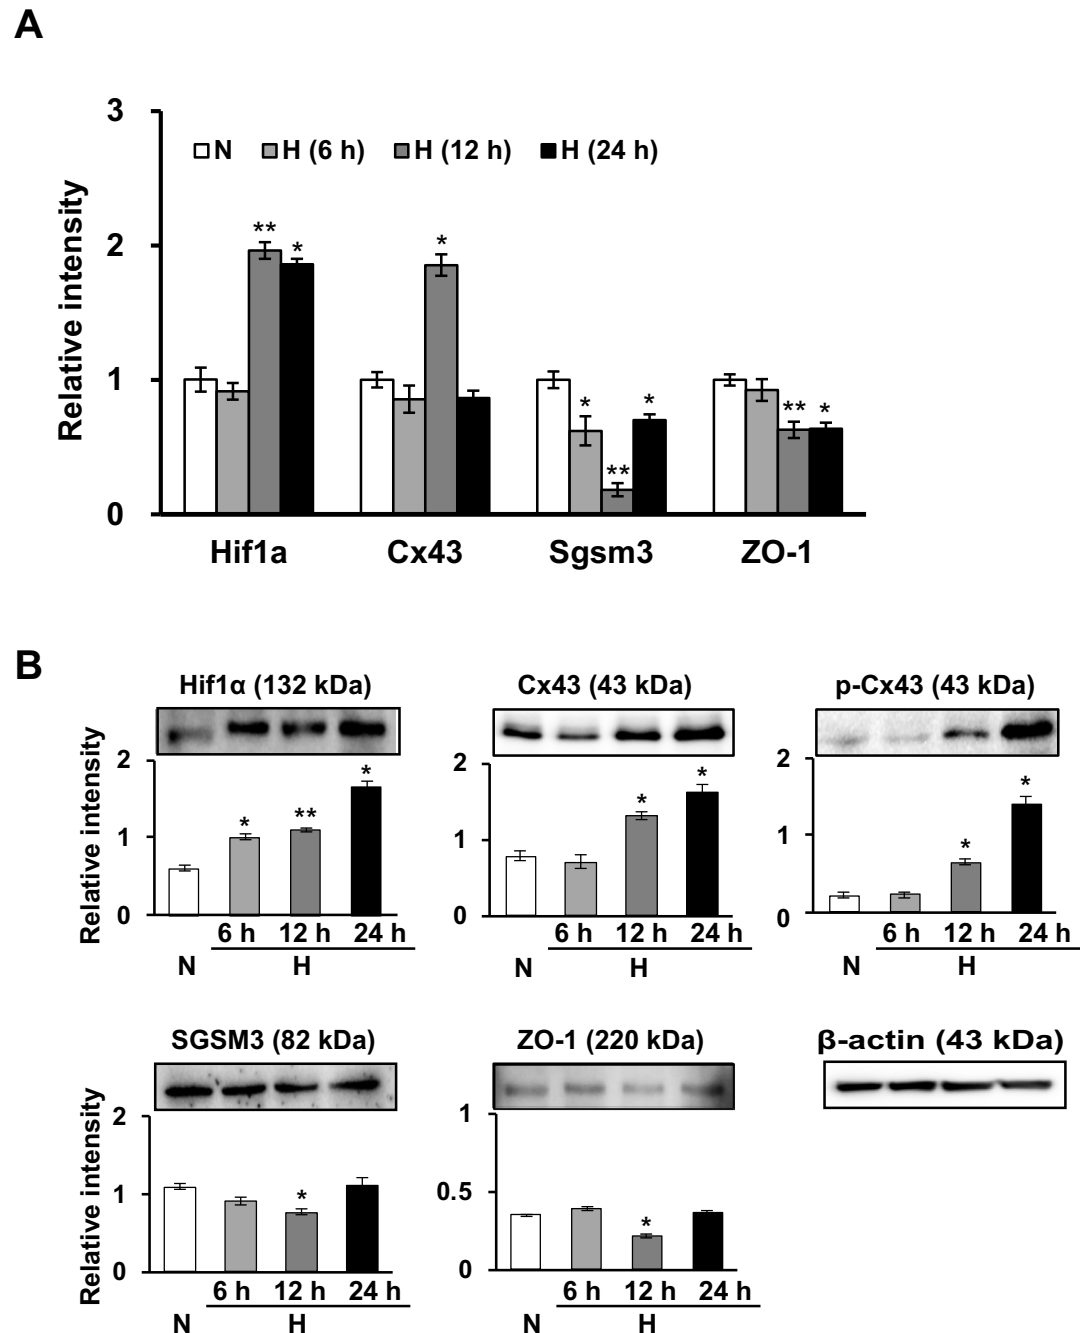 A
3
N H (6 h) H (12 h) H (24 h)
Relative intensity
** *
2
*
1
* ** *
** *
0
Hif1a Cx43 Sgsm3 ZO-1
B
Hif1α (132 kDa) Cx43 (43 kDa) p-Cx43 (43 kDa)
Relative intensity
2
* ** *
1
0
6 h 12 h 24 h
N H
2
* *
1
0
6 h 12 h 24 h
N H
2
* *
1
0
6 h 12 h 24 h
N H
SGSM3 (82 kDa) ZO-1 (220 kDa) β-actin (43 kDa)
Relative intensity
2
1
*
0
6 h 12 h 24 h
N H
1
0.5
*
0
6 h 12 h 24 h
N H